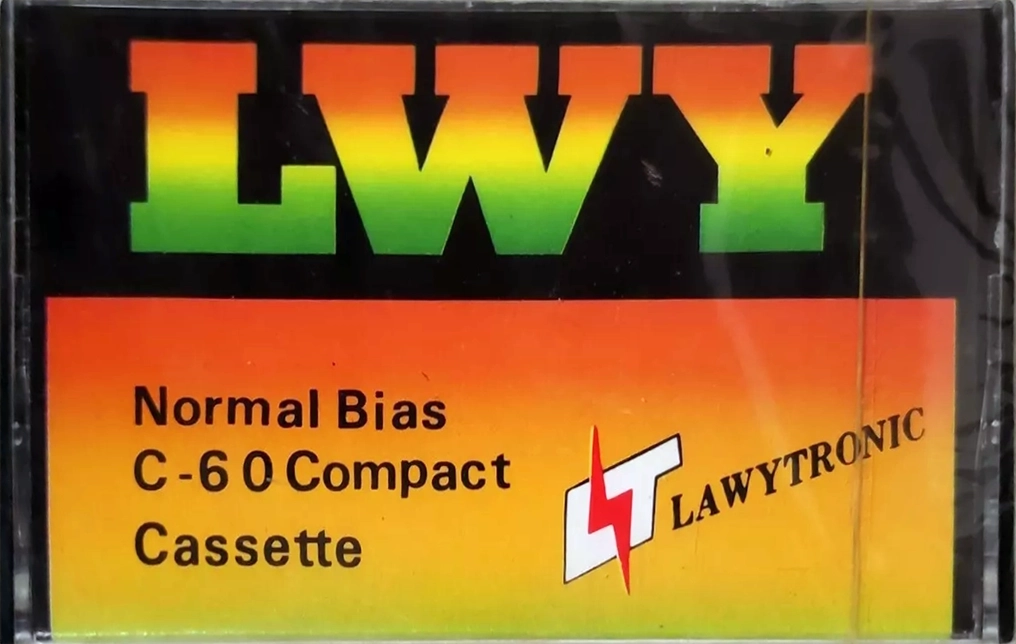 LWY
Normal Bias
C-60 Compact
Cassette
LT LAWYTRONIC